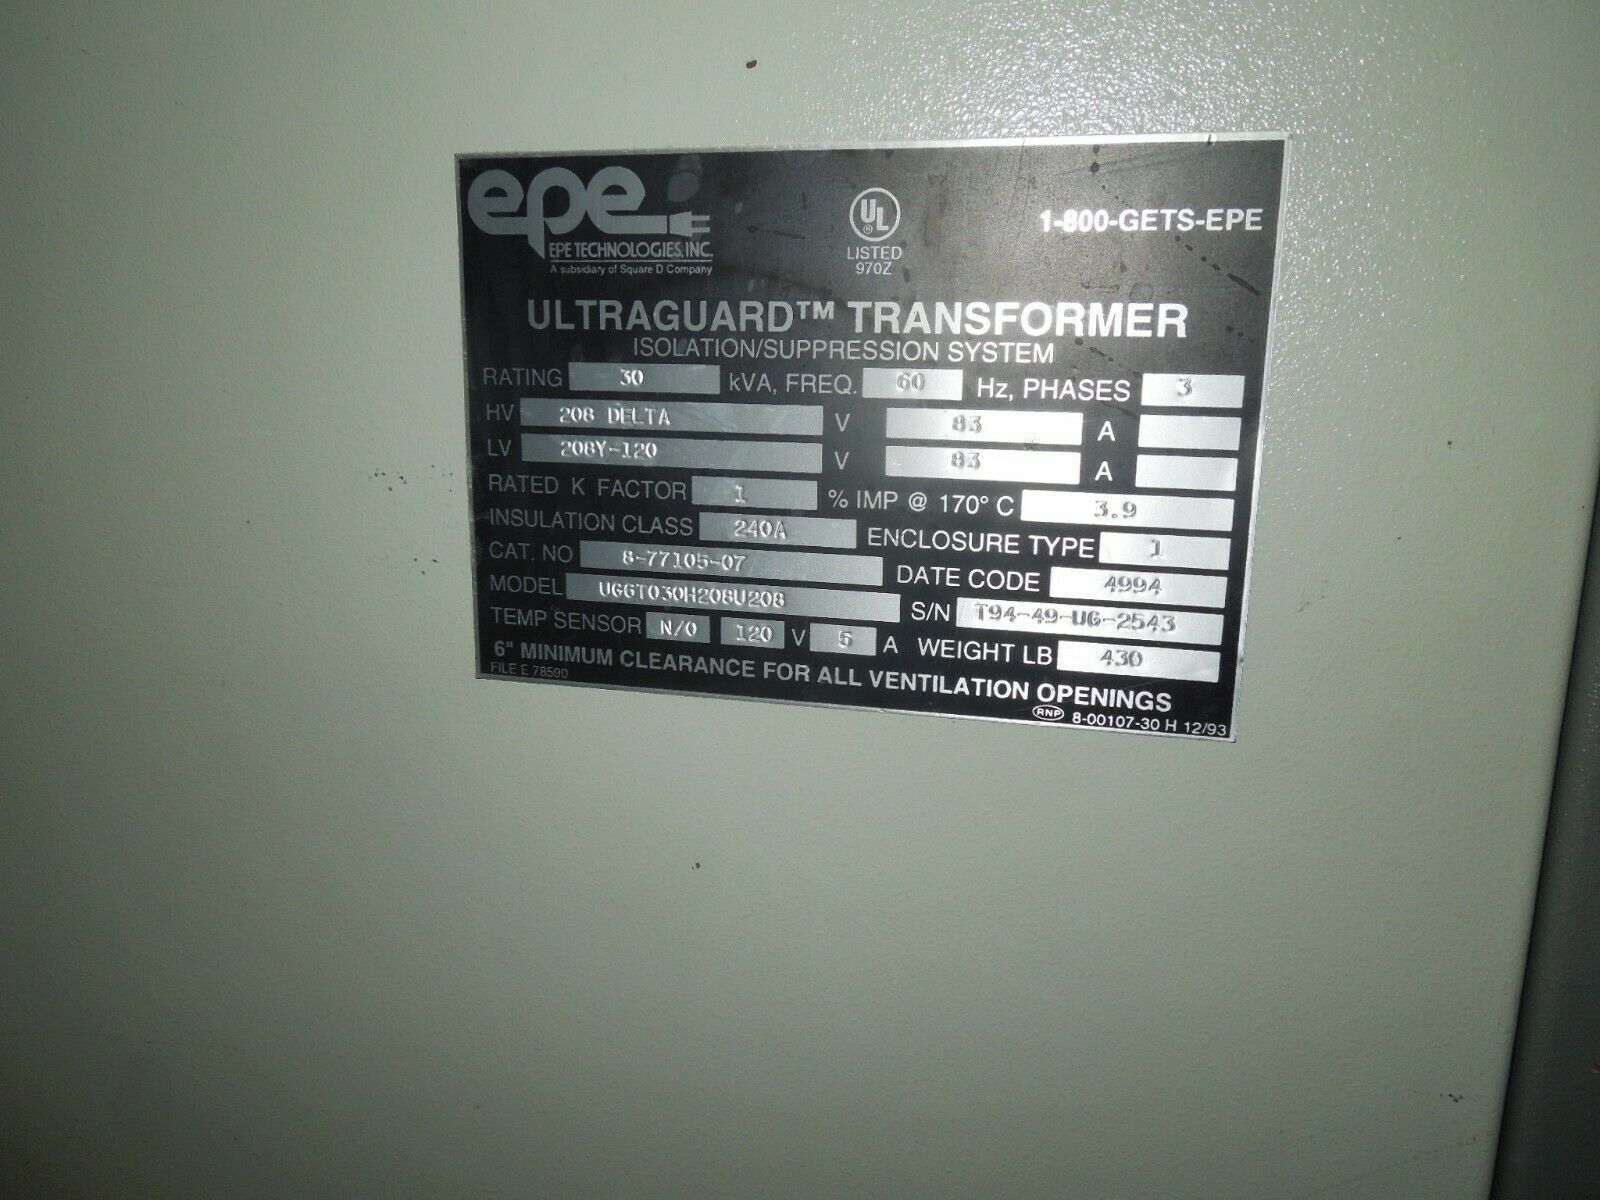 epe
EPE TECHNOLOGIES, INC.
A subsidiary of Square D Company
UL
®
LISTED
970Z
1-800-GETS-EPE
ULTRAGUARD™ TRANSFORMER
ISOLATION/SUPPRESSION SYSTEM
RATING 30 kVA, FREQ. 60 Hz, PHASES 3
HV 208 DELTA V 83 A
LV 208Y-120 V 83 A
RATED K FACTOR 1 % IMP @ 170° C 3.9
INSULATION CLASS 240A ENCLOSURE TYPE 1
CAT. NO 8-77105-07 DATE CODE 4994
MODEL UGGT030H208U208 S/N T94-49-UG-2543
TEMP SENSOR N/O 120 V 5 A WEIGHT LB 430
6" MINIMUM CLEARANCE FOR ALL VENTILATION OPENINGS
FILE E 78590
RNP 8-00107-30 H 12/93